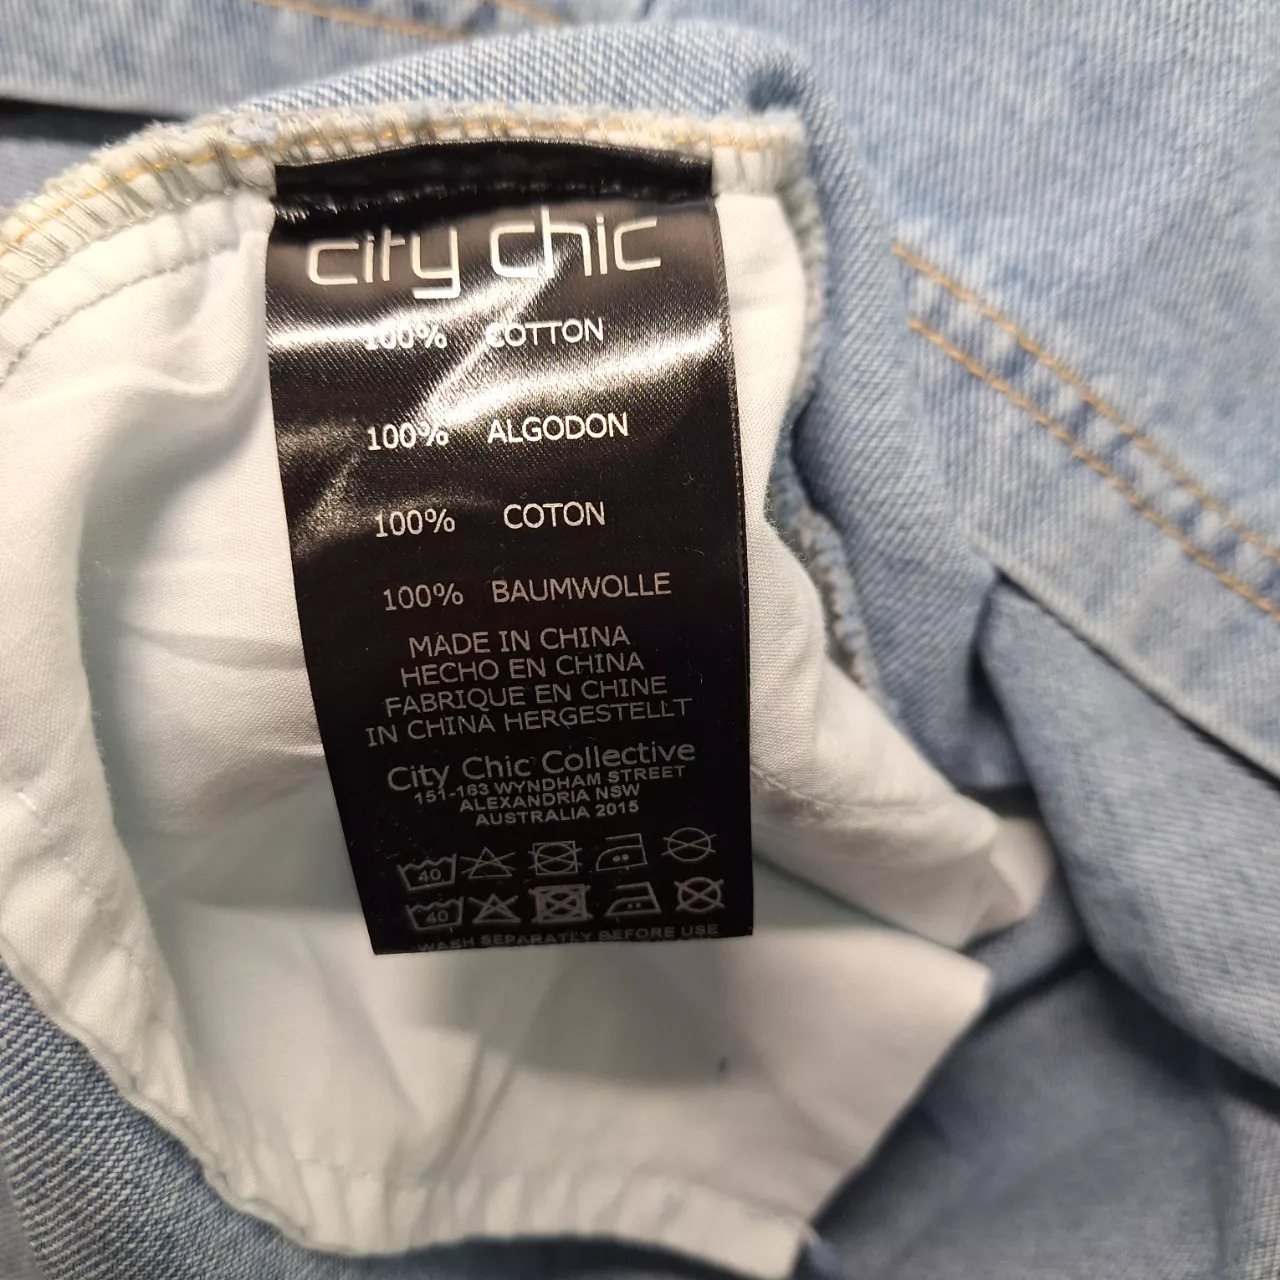 city chic
100% COTTON
100% ALGODON
100% COTON
100% BAUMWOLLE
MADE IN CHINA
HECHO EN CHINA
FABRIQUE EN CHINE
IN CHINA HERGESTELLT
City Chic Collective
151-163 WYNDHAM STREET
ALEXANDRIA NSW
AUSTRALIA 2015
40
40
WASH SEPARATLY BEFORE USE